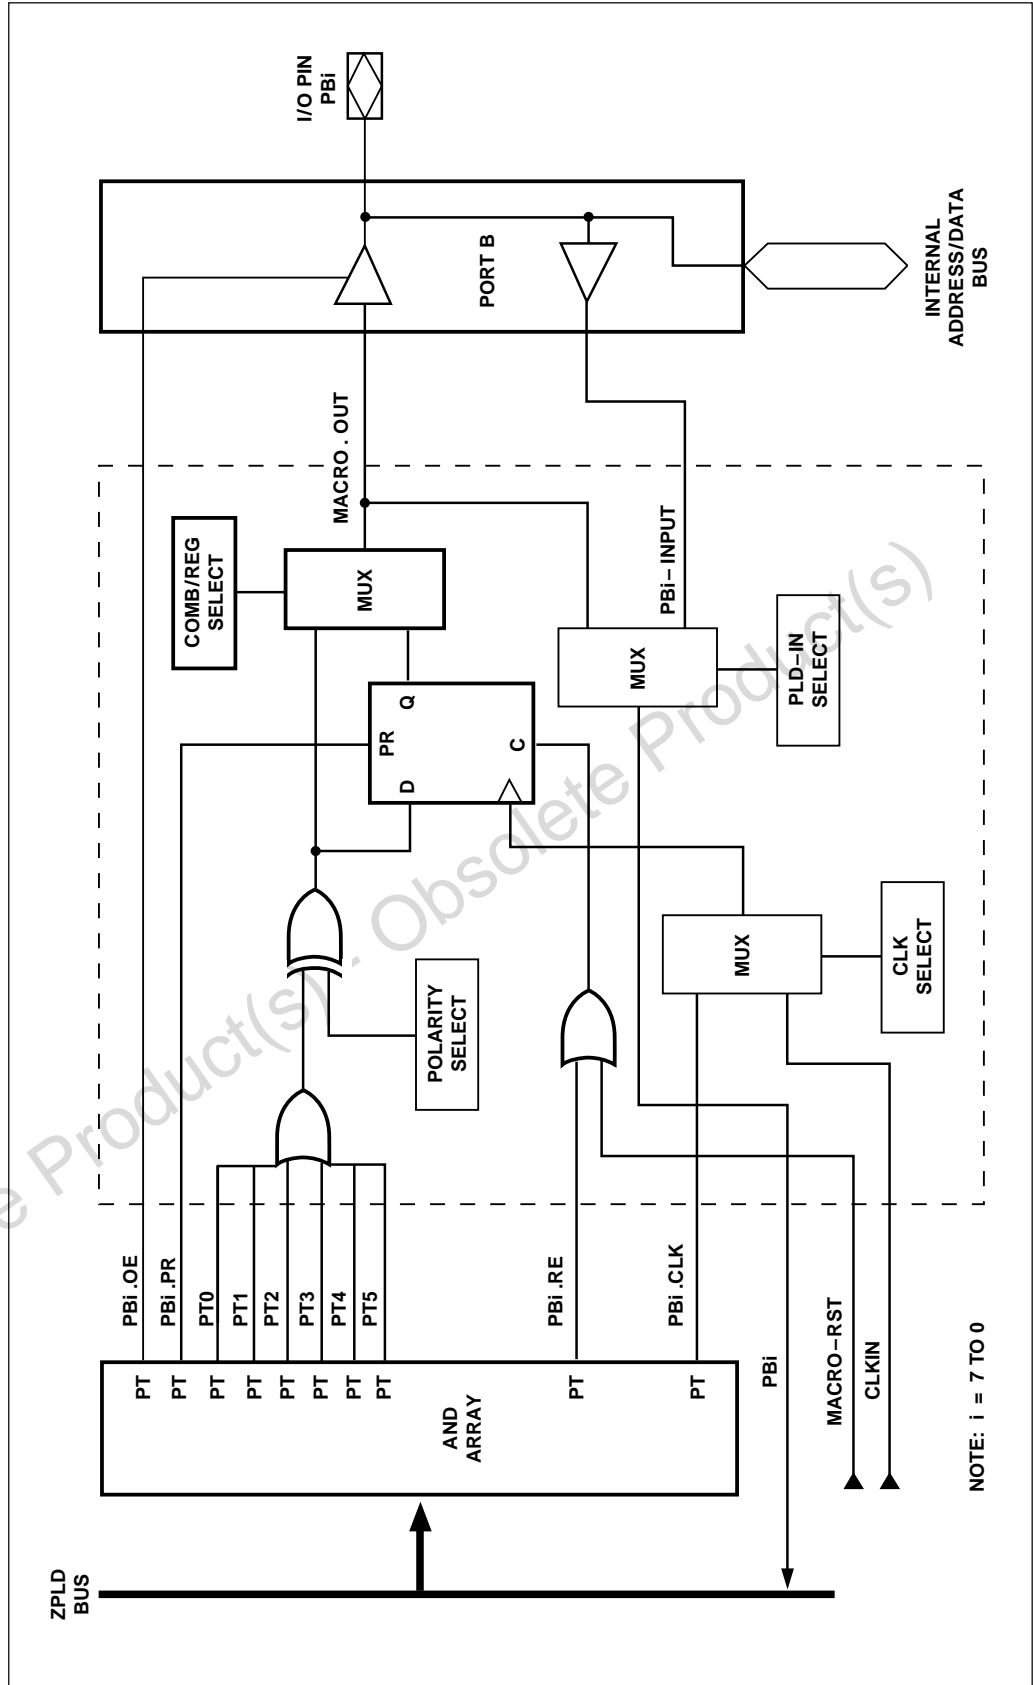 ZPLD
BUS
AND
ARRAY
PT
PT
PT
PT
PT
PT
PT
PT
PT
PT
PBi .OE
PBi .PR
PT0
PT1
PT2
PT3
PT4
PT5
PBi .RE
PBi .CLK
PBi
MACRO–RST
CLKIN
NOTE: i = 7 TO 0
POLARITY
SELECT
D
PR
Q
C
MUX
CLK
SELECT
COMB/REG
SELECT
MUX
MUX
PLD–IN
SELECT
MACRO . OUT
PBi – INPUT
PORT B
I/O PIN
PBi
INTERNAL
ADDRESS/DATA
BUS
e Product(s) - Obsolete Product(s)